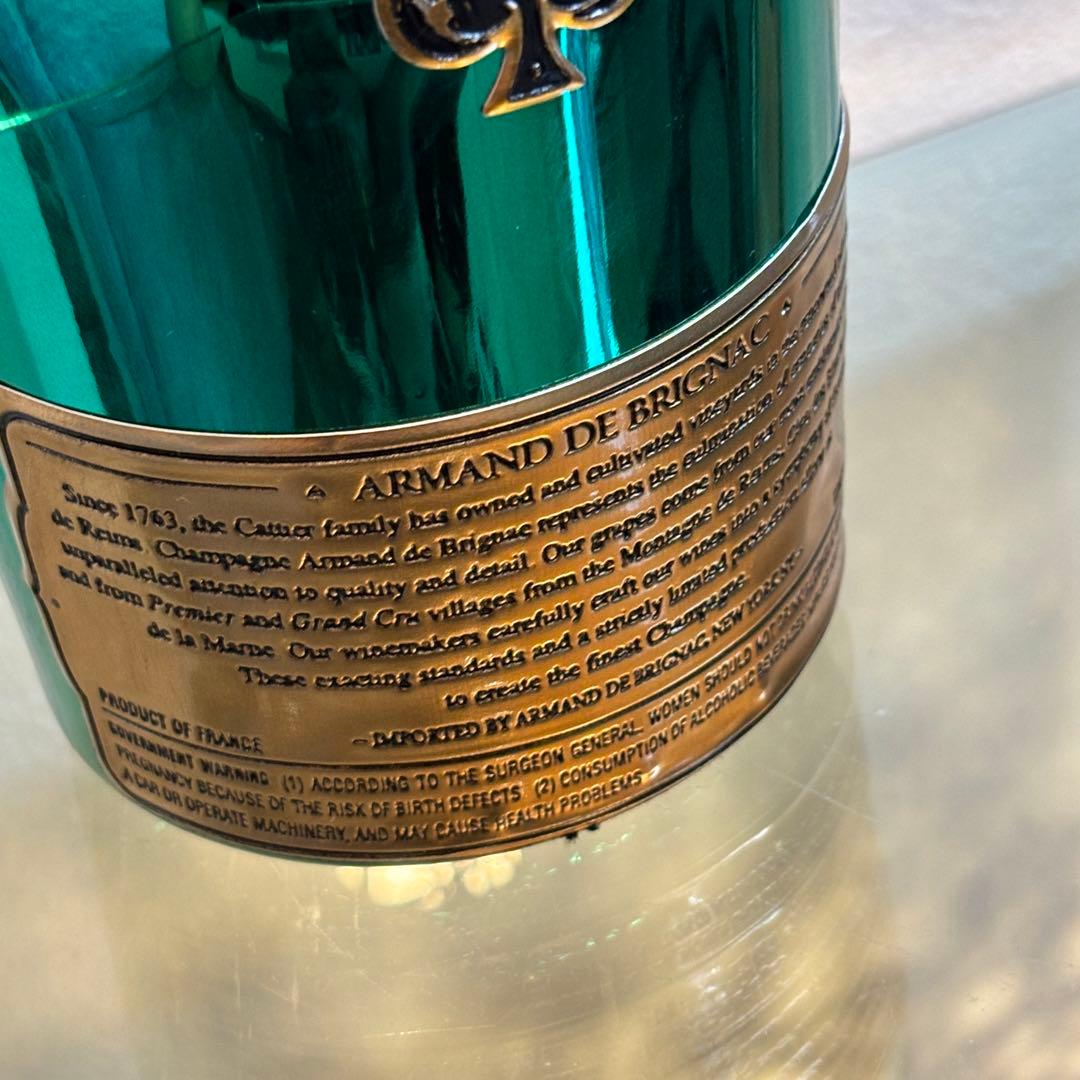 ARMAND DE BRIGNAC
Since 1763, the Cattier family has owned and cultivated vineyards in the
de Reims. Champagne Armand de Brignac represents the culmination of
unparalleled attention to quality and detail. Our grapes come from our most
and from Premier and Grand Cru villages from the Montagne de Reims,
de la Marne. Our winemakers carefully craft our wines into a
These exacting standards and a strictly limited production
to create the finest Champagne.
– IMPORTED BY ARMAND DE BRIGNAC, NEW YORK
PRODUCT OF FRANCE
GOVERNMENT WARNING (1) ACCORDING TO THE SURGEON GENERAL, WOMEN SHOULD NOT
PREGNANCY BECAUSE OF THE RISK OF BIRTH DEFECTS (2) CONSUMPTION OF ALCOHOLIC
A CAR OR OPERATE MACHINERY, AND MAY CAUSE HEALTH PROBLEMS